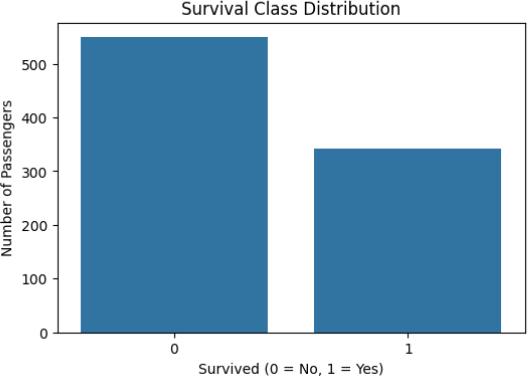 Survival Class Distribution
Number of Passengers
500
400
300
200
100
0
0 1
Survived (0 = No, 1 = Yes)